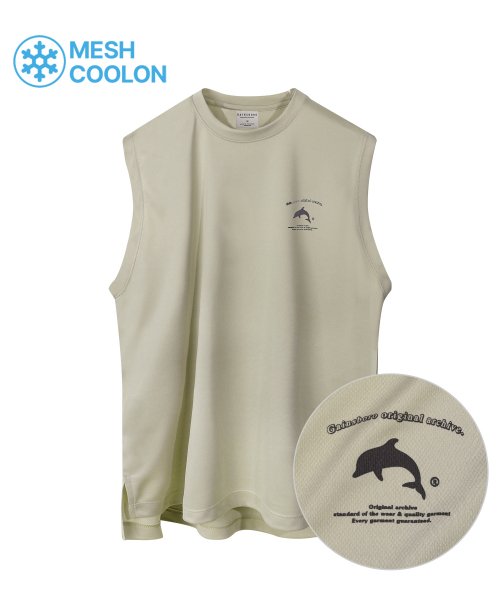 MESH
COOLON
Gainsboro original archive.
Original archive
standard of the wear & quality garment
Every garment guaranteed.